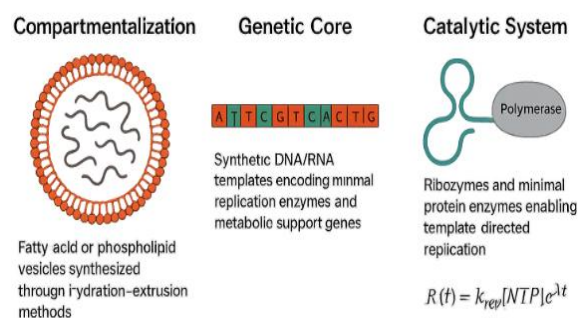 Compartmentalization
Fatty acid or phospholipid
vesicles synthesized
through i-ydration-extrusion
methods
Genetic Core
A T T C G T C A C T G
Synthetic DNA/RNA
templates encoding minmal
replication enzymes and
metabolic support genes
Catalytic System
Polymerase
Ribozymes and minimal
protein enzymes enabling
template directed
repiication
R(t) = kᵣₑᵥ[NTP]e^λt